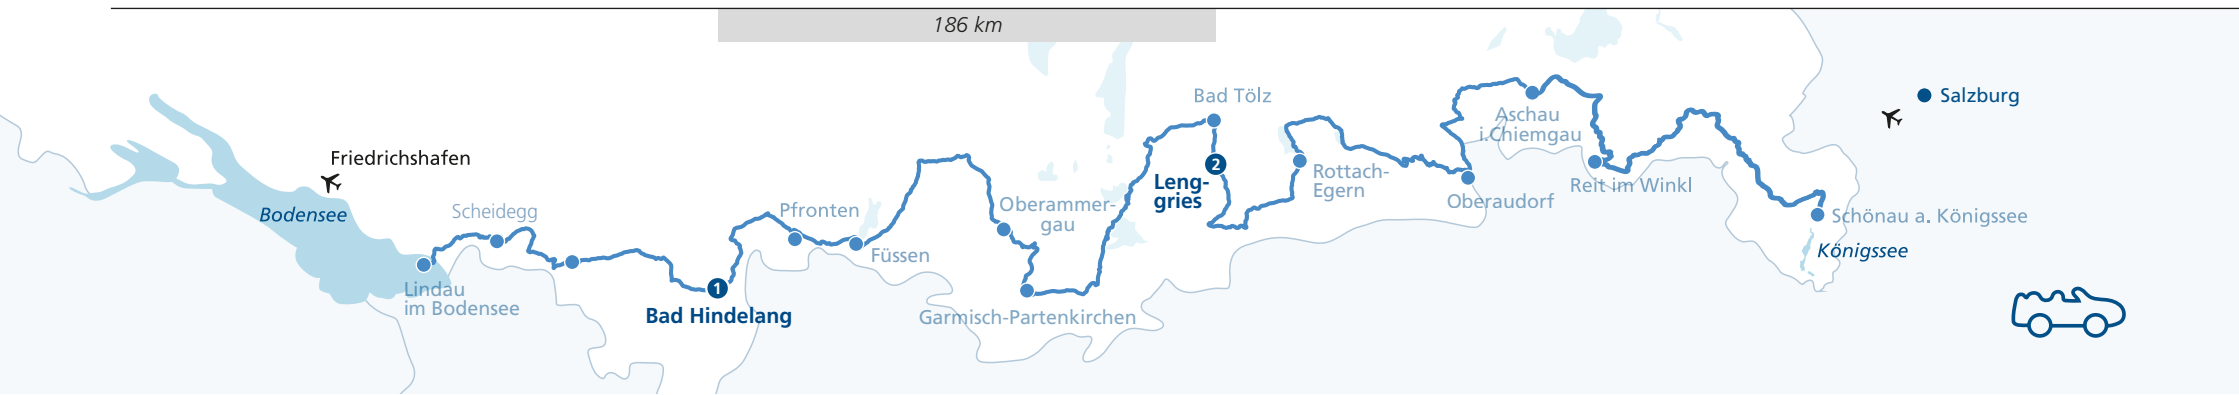 186 km
Bad Tölz
Salzburg
Aschau
i.Chiemgau
Friedrichshafen
2
Leng-
gries
Rottach-
Egern
Reit im Winkl
Oberaudorf
Bodensee
Scheidegg
Pfronten
Oberammer-
gau
Schönau a. Königssee
Königssee
Füssen
Lindau
im Bodensee
1
Bad Hindelang
Garmisch-Partenkirchen